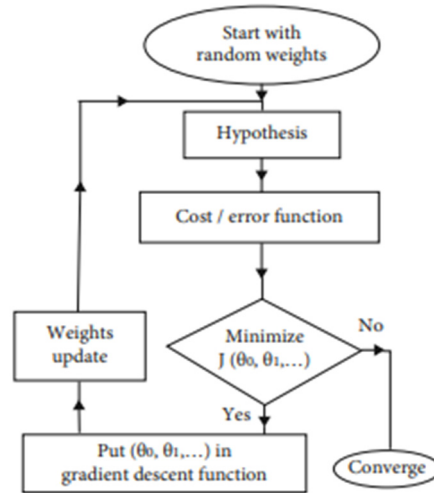 Start with
random weights
Hypothesis
Cost / error function
Minimize
J (θ₀, θ₁,...)
No
Yes
Weights
update
Put (θ₀, θ₁,...) in
gradient descent function
Converge